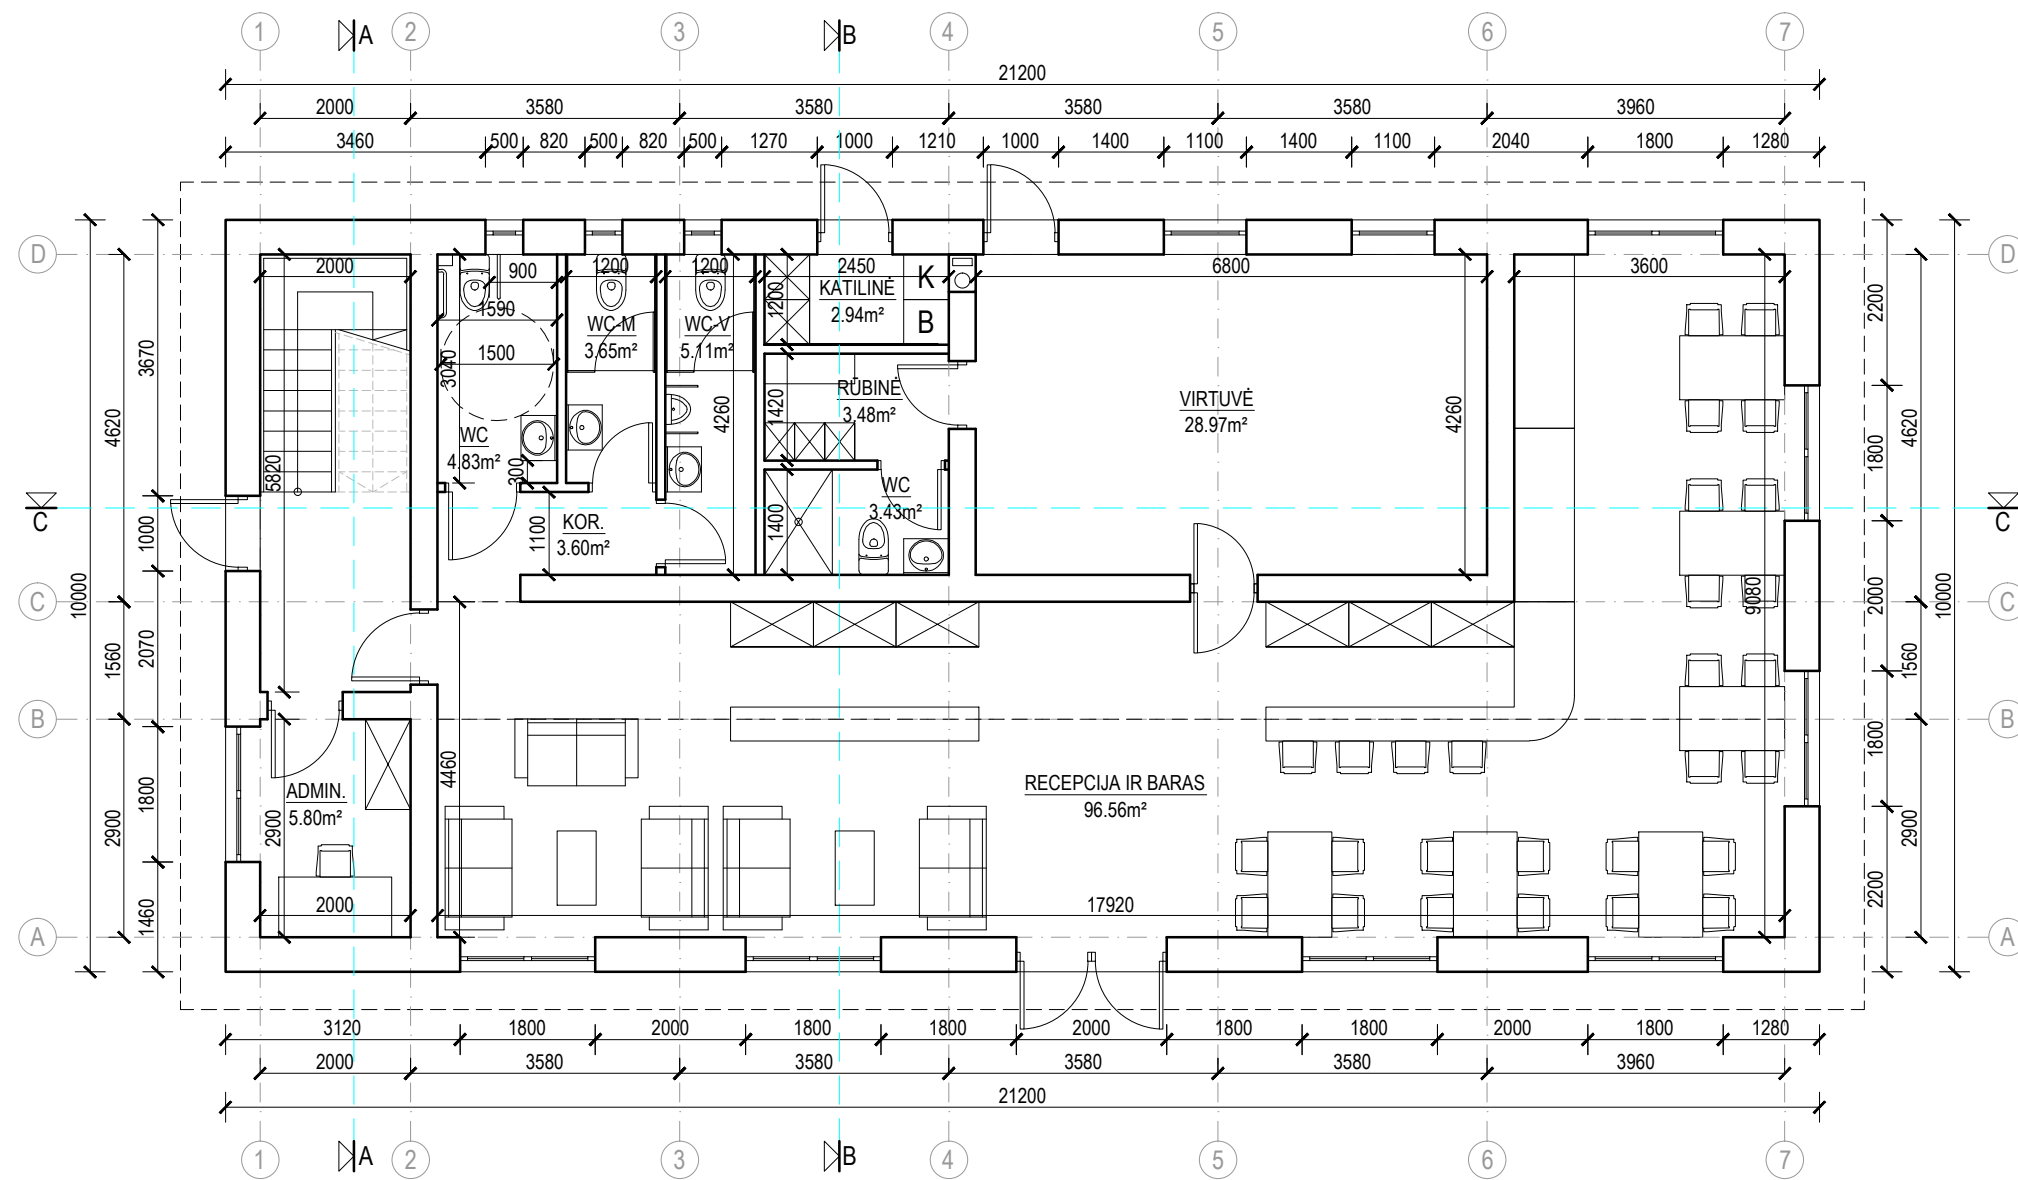 1 A 2 3 B 4 5 6 7
21200
2000 3580 3580 3580 3580 3960
3460 500 820 500 820 500 1270 1000 1210 1000 1400 1100 1400 1100 2040 1800 1280
D D
2000 900 1200 1200 2450 K 6800 3600
KATILINĖ
2.94m²
1200
B
1590
WC-M
3.65m²
WC-V
5.11m²
1500
3040
2200
3670
4620
4260
1420
RŪBINĖ
3.48m²
VIRTUVĖ
28.97m²
4260
4620
1800
WC
4.83m²
300
5820
WC
3.43m²
1400
C C
KOR.
3.60m²
1100
1000
10000
C C
2070
1560
9080
2000
10000
1560
B B
4460
1800
1800
ADMIN.
5.80m²
2900
2900
RECEPCIJA IR BARAS
96.56m²
2900
2200
1460
2000 17920
A A
3120 1800 2000 1800 1800 2000 1800 1800 2000 1800 1280
2000 3580 3580 3580 3580 3960
21200
1 A 2 3 B 4 5 6 7